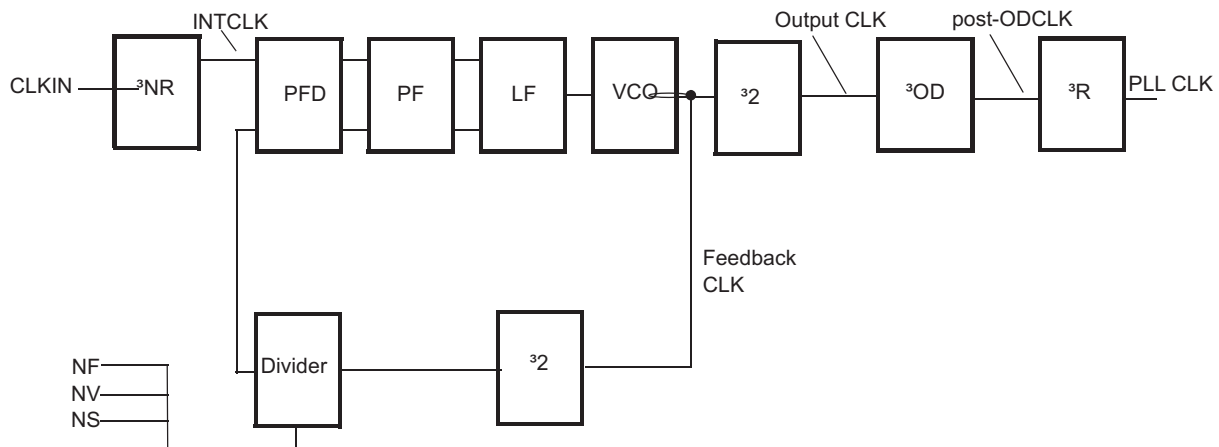 INTCLK
Output CLK
post-ODCLK
CLKIN
³NR
PFD
PF
LF
VCO
³2
³OD
³R
PLL CLK
Feedback
CLK
Divider
³2
NF
NV
NS